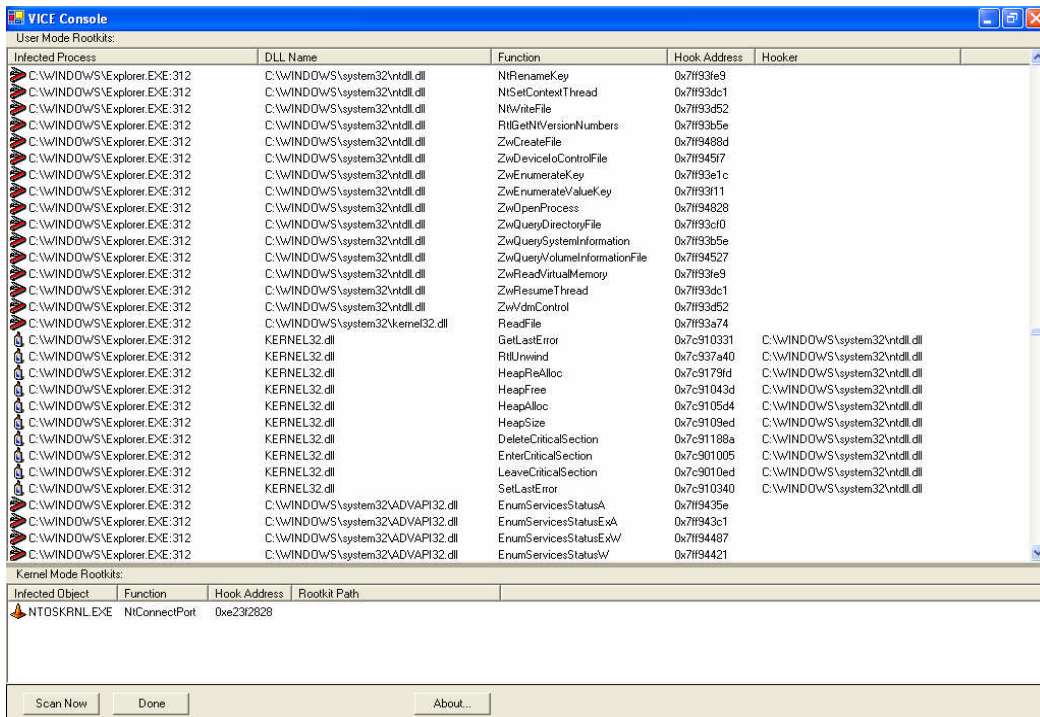 VICE Console
User Mode Rootkits:
Infected Process DLL Name Function Hook Address Hooker
C:\WINDOWS\Explorer.EXE:312 C:\WINDOWS\system32\ntdll.dll NtRenameKey 0x7ff93fe9
C:\WINDOWS\Explorer.EXE:312 C:\WINDOWS\system32\ntdll.dll NtSetContextThread 0x7ff93dc1
C:\WINDOWS\Explorer.EXE:312 C:\WINDOWS\system32\ntdll.dll NtWriteFile 0x7ff93d52
C:\WINDOWS\Explorer.EXE:312 C:\WINDOWS\system32\ntdll.dll RtlGetNtVersionNumbers 0x7ff93b5e
C:\WINDOWS\Explorer.EXE:312 C:\WINDOWS\system32\ntdll.dll ZwCreateFile 0x7ff9488d
C:\WINDOWS\Explorer.EXE:312 C:\WINDOWS\system32\ntdll.dll ZwDeviceIoControlFile 0x7ff945f7
C:\WINDOWS\Explorer.EXE:312 C:\WINDOWS\system32\ntdll.dll ZwEnumerateKey 0x7ff93e1c
C:\WINDOWS\Explorer.EXE:312 C:\WINDOWS\system32\ntdll.dll ZwEnumerateValueKey 0x7ff93f11
C:\WINDOWS\Explorer.EXE:312 C:\WINDOWS\system32\ntdll.dll ZwOpenProcess 0x7ff94828
C:\WINDOWS\Explorer.EXE:312 C:\WINDOWS\system32\ntdll.dll ZwQueryDirectoryFile 0x7ff93cf0
C:\WINDOWS\Explorer.EXE:312 C:\WINDOWS\system32\ntdll.dll ZwQuerySystemInformation 0x7ff93b5e
C:\WINDOWS\Explorer.EXE:312 C:\WINDOWS\system32\ntdll.dll ZwQueryVolumeInformationFile 0x7ff94527
C:\WINDOWS\Explorer.EXE:312 C:\WINDOWS\system32\ntdll.dll ZwReadVirtualMemory 0x7ff93fe9
C:\WINDOWS\Explorer.EXE:312 C:\WINDOWS\system32\ntdll.dll ZwResumeThread 0x7ff93dc1
C:\WINDOWS\Explorer.EXE:312 C:\WINDOWS\system32\ntdll.dll ZwVdmControl 0x7ff93d52
C:\WINDOWS\Explorer.EXE:312 C:\WINDOWS\system32\kernel32.dll ReadFile 0x7ff93a74
C:\WINDOWS\Explorer.EXE:312 KERNEL32.dll GetLastError 0x7c910331 C:\WINDOWS\system32\ntdll.dll
C:\WINDOWS\Explorer.EXE:312 KERNEL32.dll RtlUnwind 0x7c937a40 C:\WINDOWS\system32\ntdll.dll
C:\WINDOWS\Explorer.EXE:312 KERNEL32.dll HeapReAlloc 0x7c9179fd C:\WINDOWS\system32\ntdll.dll
C:\WINDOWS\Explorer.EXE:312 KERNEL32.dll HeapFree 0x7c91043d C:\WINDOWS\system32\ntdll.dll
C:\WINDOWS\Explorer.EXE:312 KERNEL32.dll HeapAlloc 0x7c9105d4 C:\WINDOWS\system32\ntdll.dll
C:\WINDOWS\Explorer.EXE:312 KERNEL32.dll HeapSize 0x7c9109ed C:\WINDOWS\system32\ntdll.dll
C:\WINDOWS\Explorer.EXE:312 KERNEL32.dll DeleteCriticalSection 0x7c91188a C:\WINDOWS\system32\ntdll.dll
C:\WINDOWS\Explorer.EXE:312 KERNEL32.dll EnterCriticalSection 0x7c901005 C:\WINDOWS\system32\ntdll.dll
C:\WINDOWS\Explorer.EXE:312 KERNEL32.dll LeaveCriticalSection 0x7c9010ed C:\WINDOWS\system32\ntdll.dll
C:\WINDOWS\Explorer.EXE:312 KERNEL32.dll SetLastError 0x7c910340 C:\WINDOWS\system32\ntdll.dll
C:\WINDOWS\Explorer.EXE:312 C:\WINDOWS\system32\ADVAPI32.dll EnumServicesStatusA 0x7ff9435e
C:\WINDOWS\Explorer.EXE:312 C:\WINDOWS\system32\ADVAPI32.dll EnumServicesStatusExA 0x7ff943c1
C:\WINDOWS\Explorer.EXE:312 C:\WINDOWS\system32\ADVAPI32.dll EnumServicesStatusExW 0x7ff94487
C:\WINDOWS\Explorer.EXE:312 C:\WINDOWS\system32\ADVAPI32.dll EnumServicesStatusW 0x7ff94421
Kernel Mode Rootkits:
Infected Object Function Hook Address Rootkit Path
NTOSKRNL.EXE NtConnectPort 0xe23f2828
Scan Now Done About...